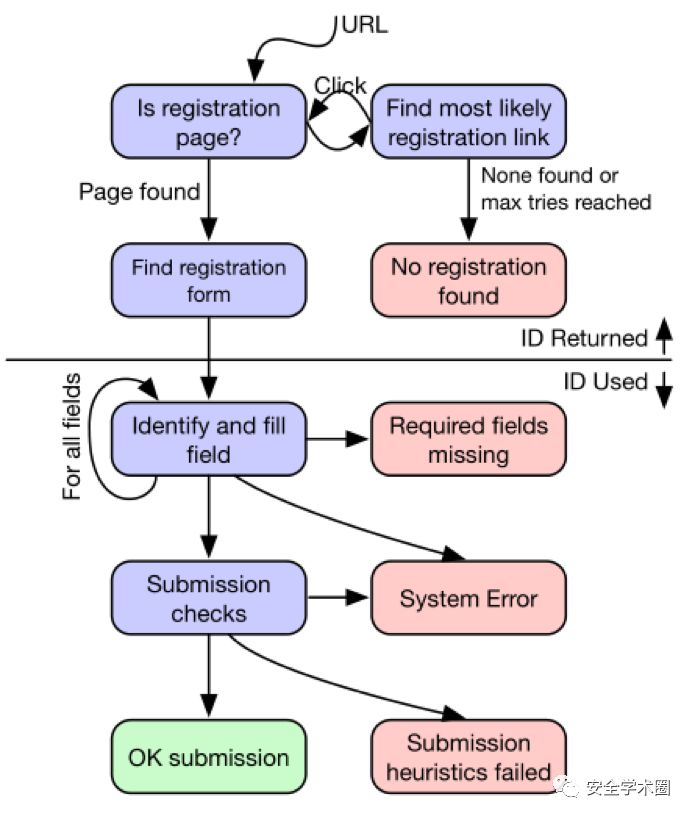 URL
Click
Is registration
page?
Find most likely
registration link
Page found
None found or
max tries reached
Find registration
form
No registration
found
ID Returned
ID Used
For all fields
Identify and fill
field
Required fields
missing
Submission
checks
System Error
OK submission
Submission
heuristics failed
安全学术圈